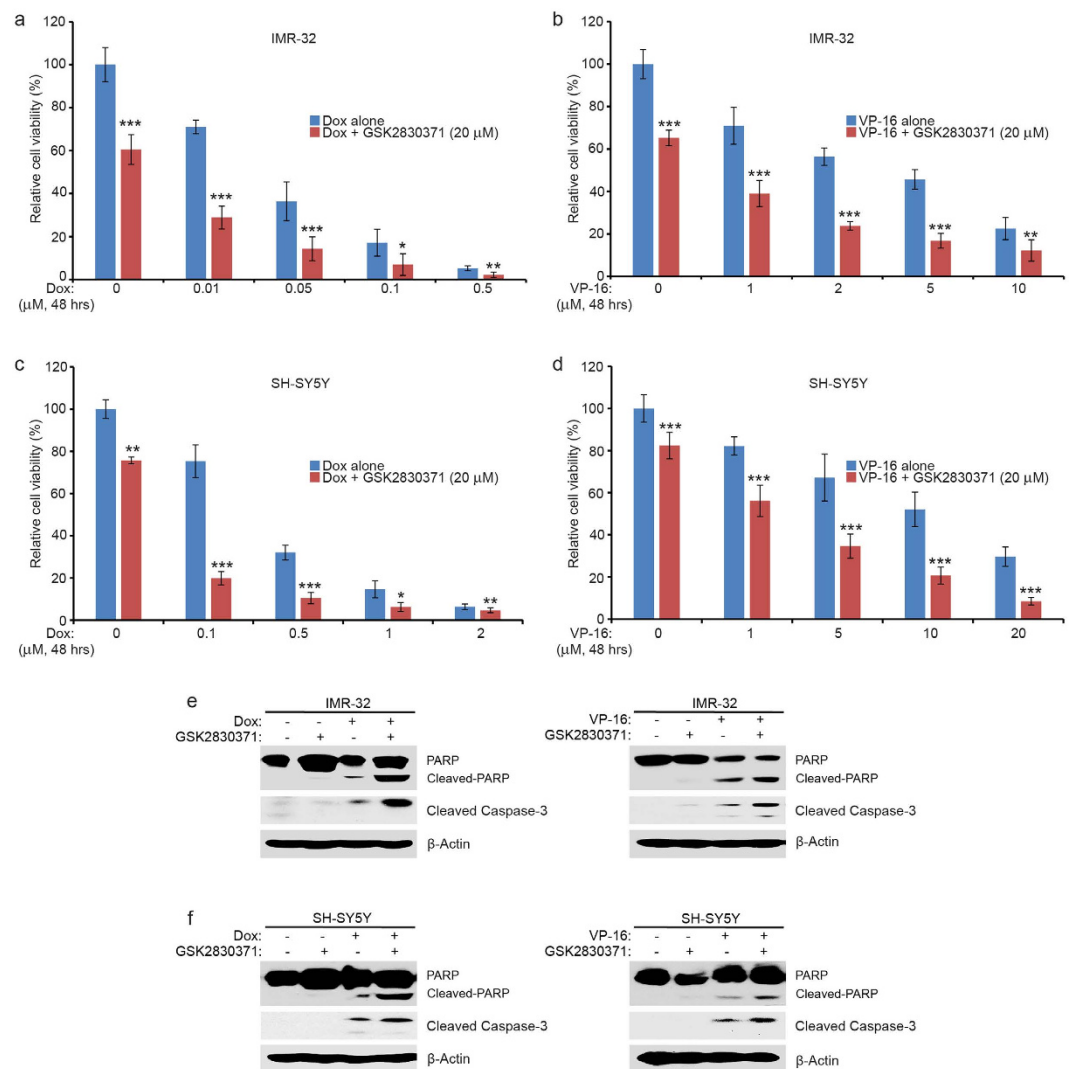 a
IMR-32
Relative cell viability (%)
120
100
80
60
40
20
0
Dox alone
Dox + GSK2830371 (20 μM)
*** *** *** * **
Dox: 0 0.01 0.05 0.1 0.5
(μM, 48 hrs)
b
IMR-32
Relative cell viability (%)
120
100
80
60
40
20
0
VP-16 alone
VP-16 + GSK2830371 (20 μM)
*** *** *** *** **
VP-16: 0 1 2 5 10
(μM, 48 hrs)
c
SH-SY5Y
Relative cell viability (%)
120
100
80
60
40
20
0
Dox alone
Dox + GSK2830371 (20 μM)
** *** *** * **
Dox: 0 0.1 0.5 1 2
(μM, 48 hrs)
d
SH-SY5Y
Relative cell viability (%)
120
100
80
60
40
20
0
VP-16 alone
VP-16 + GSK2830371 (20 μM)
*** *** *** *** ***
VP-16: 0 1 5 10 20
(μM, 48 hrs)
e
IMR-32
Dox: - - + +
GSK2830371: - + - +
PARP
Cleaved-PARP
Cleaved Caspase-3
β-Actin
IMR-32
VP-16: - - + +
GSK2830371: - + - +
PARP
Cleaved-PARP
Cleaved Caspase-3
β-Actin
f
SH-SY5Y
Dox: - - + +
GSK2830371: - + - +
PARP
Cleaved-PARP
Cleaved Caspase-3
β-Actin
SH-SY5Y
VP-16: - - + +
GSK2830371: - + - +
PARP
Cleaved-PARP
Cleaved Caspase-3
β-Actin